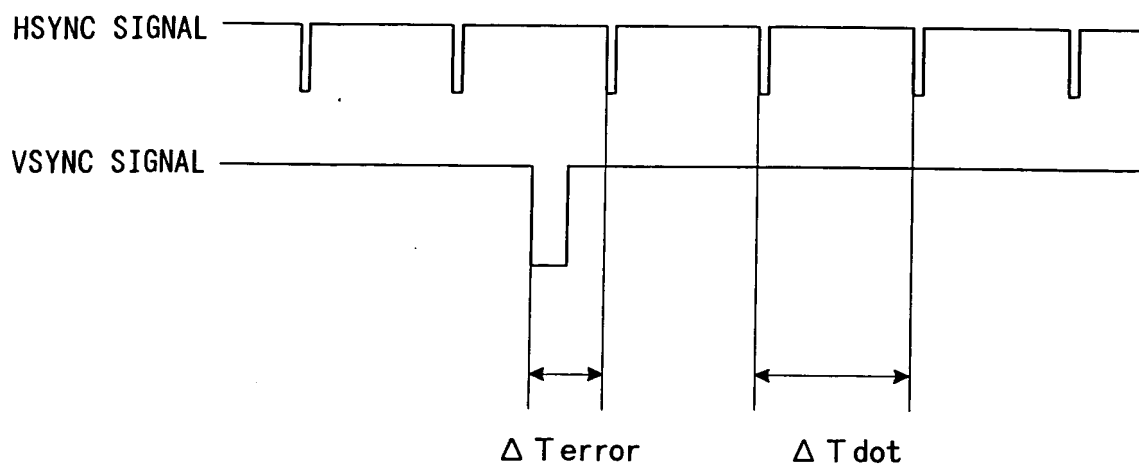 HSYNC SIGNAL
VSYNC SIGNAL
Δ Terror
Δ Tdot